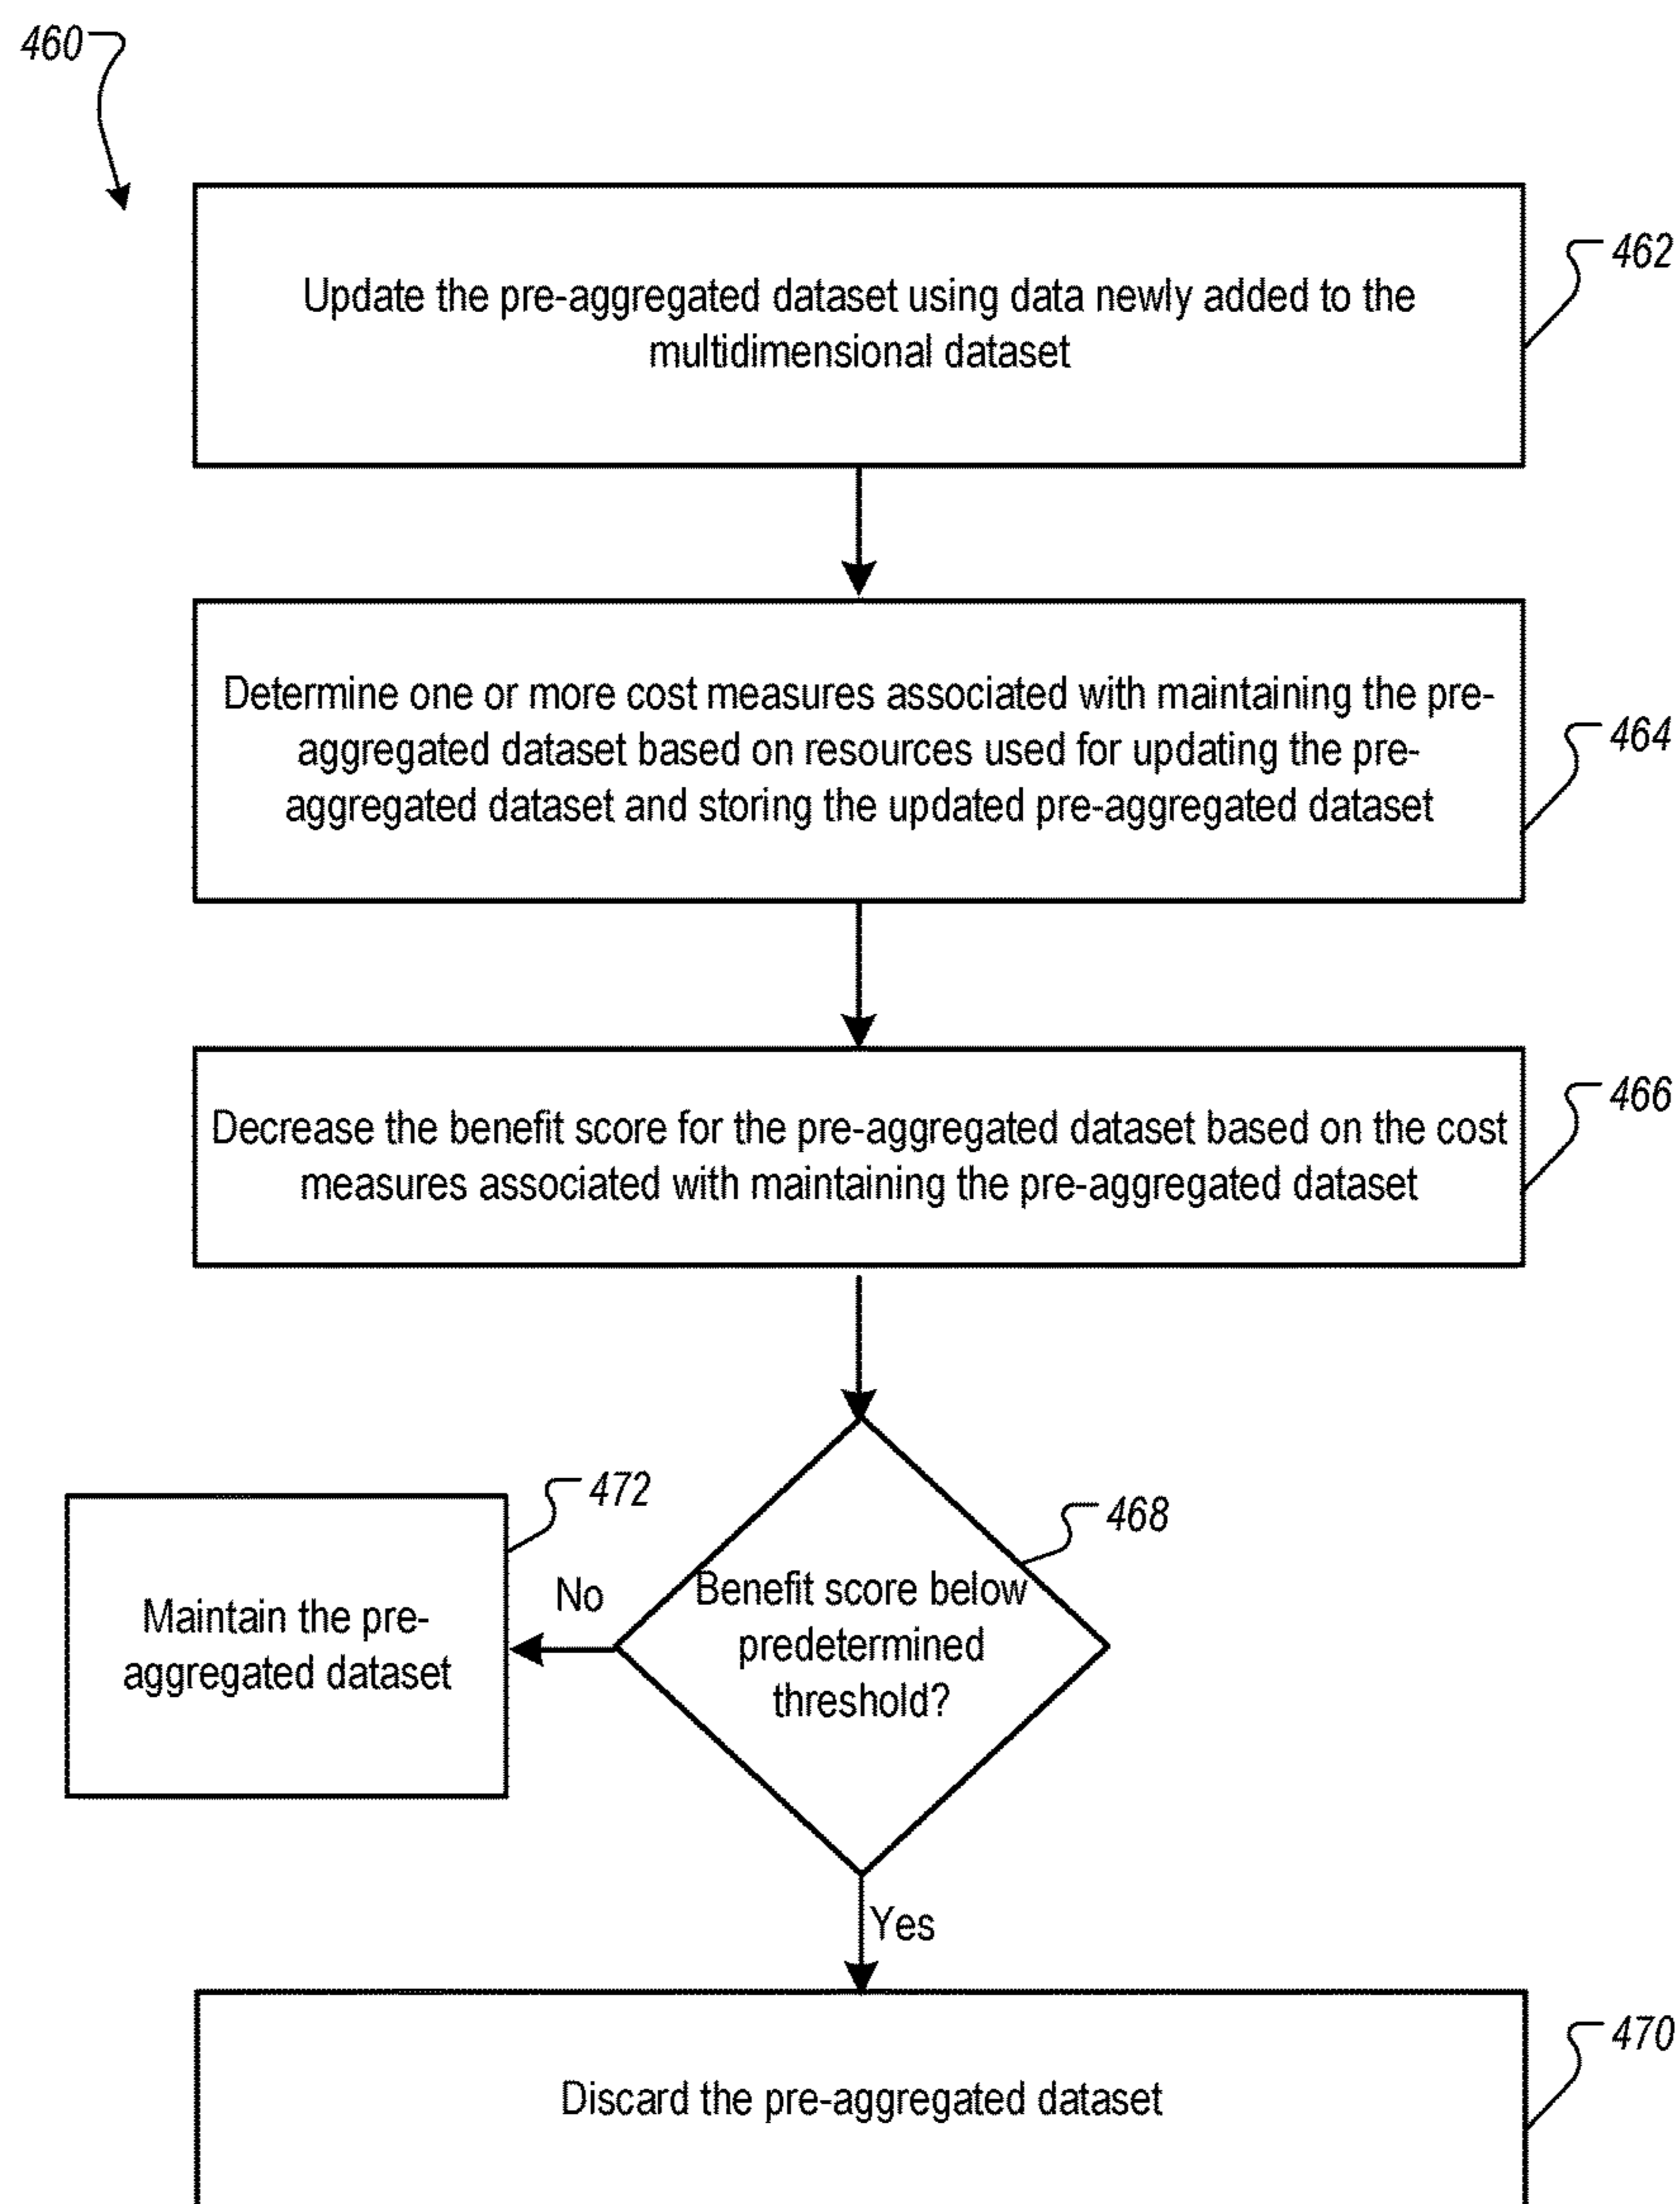 460
Update the pre-aggregated dataset using data newly added to the
multidimensional dataset
462
Determine one or more cost measures associated with maintaining the pre-
aggregated dataset based on resources used for updating the pre-
aggregated dataset and storing the updated pre-aggregated dataset
464
Decrease the benefit score for the pre-aggregated dataset based on the cost
measures associated with maintaining the pre-aggregated dataset
466
472
Maintain the pre-
aggregated dataset
No
468
Benefit score below
predetermined
threshold?
Yes
Discard the pre-aggregated dataset
470